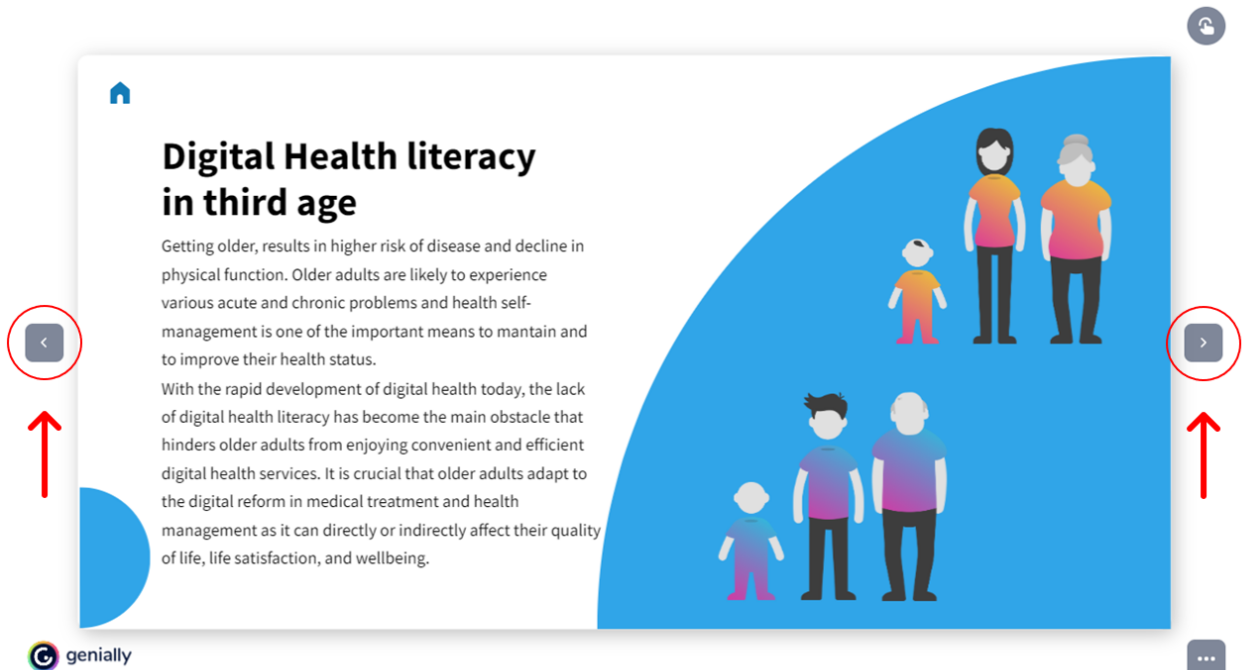 Digital Health literacy
in third age
Getting older, results in higher risk of disease and decline in
physical function. Older adults are likely to experience
various acute and chronic problems and health self-
management is one of the important means to mantain and
to improve their health status.
With the rapid development of digital health today, the lack
of digital health literacy has become the main obstacle that
hinders older adults from enjoying convenient and efficient
digital health services. It is crucial that older adults adapt to
the digital reform in medical treatment and health
management as it can directly or indirectly affect their quality
of life, life satisfaction, and wellbeing.
genially